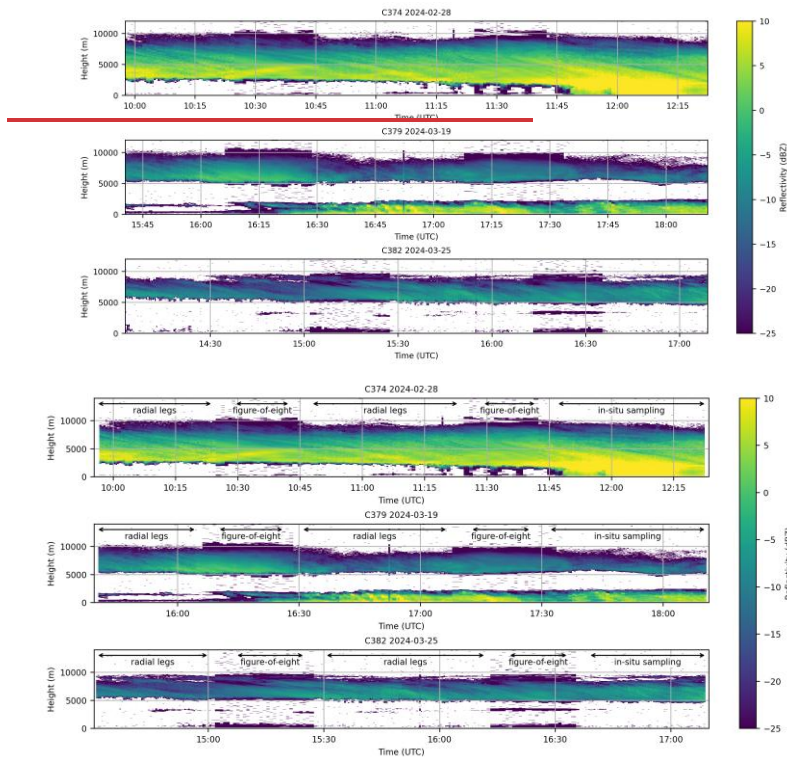 C374 2024-02-28
Height (m)
10000
5000
0
10:00 10:15 10:30 10:45 11:00 11:15 11:30 11:45 12:00 12:15
Time (UTC)
C379 2024-03-19
Height (m)
10000
5000
0
15:45 16:00 16:15 16:30 16:45 17:00 17:15 17:30 17:45 18:00
Time (UTC)
C382 2024-03-25
Height (m)
10000
5000
0
14:30 15:00 15:30 16:00 16:30 17:00
Time (UTC)
10
5
0
−5
−10
−15
−20
−25
Reflectivity (dBZ)
C374 2024-02-28
radial legs figure-of-eight radial legs figure-of-eight in-situ sampling
Height (m)
10000
5000
0
10:00 10:15 10:30 10:45 11:00 11:15 11:30 11:45 12:00 12:15
Time (UTC)
C379 2024-03-19
radial legs figure-of-eight radial legs figure-of-eight in-situ sampling
Height (m)
10000
5000
0
16:00 16:30 17:00 17:30 18:00
Time (UTC)
C382 2024-03-25
radial legs figure-of-eight radial legs figure-of-eight in-situ sampling
Height (m)
10000
5000
0
15:00 15:30 16:00 16:30 17:00
Time (UTC)
10
5
0
−5
−10
−15
−20
−25
Reflectivity (dBZ)